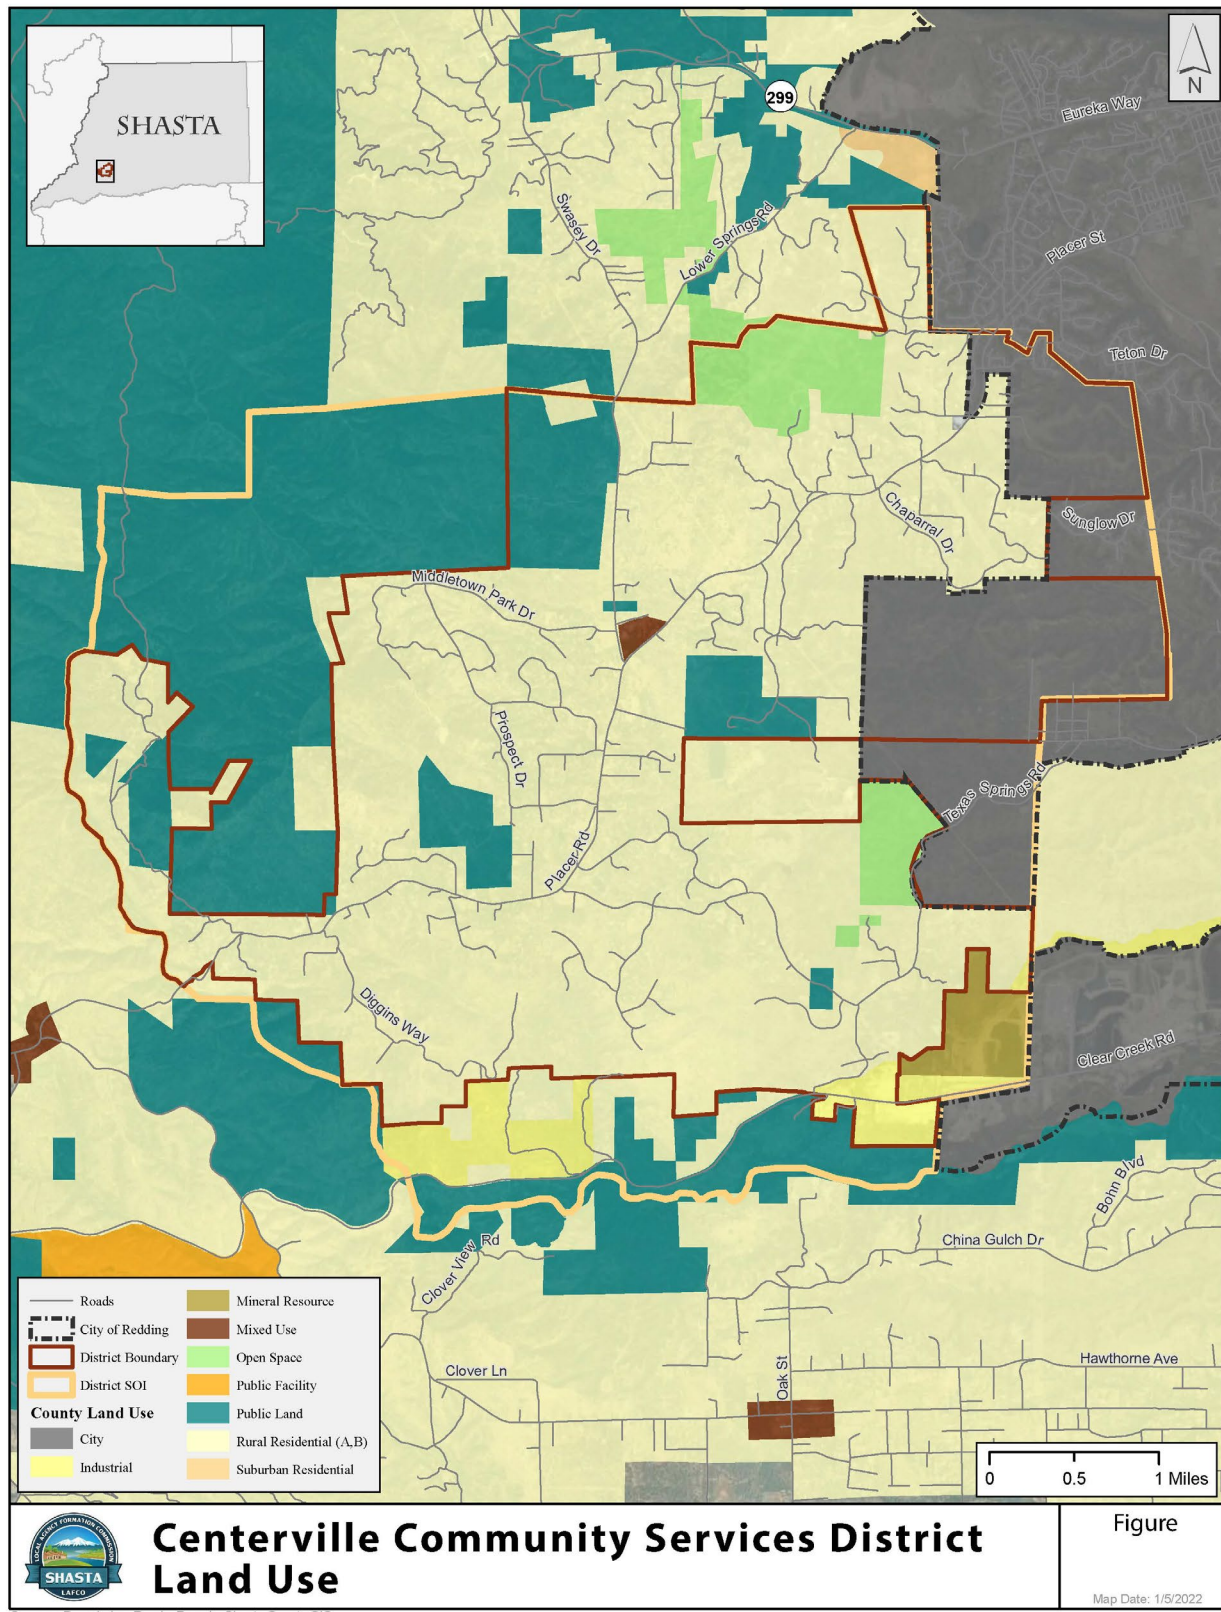 SHASTA
N
299
Eureka Way
Swasey Dr
Lower Springs Rd
Placer St
Teton Dr
Chaparral Dr
Sunglow Dr
Middletown Park Dr
Prospect Dr
Placer Rd
Texas Springs Rd
Diggins Way
Clear Creek Rd
Bohn Blvd
China Gulch Dr
Clover View Rd
Clover Ln
Oak St
Hawthorne Ave
Roads
City of Redding
District Boundary
District SOI
County Land Use
City
Industrial
Mineral Resource
Mixed Use
Open Space
Public Facility
Public Land
Rural Residential (A,B)
Suburban Residential
0 0.5 1 Miles
LOCAL AGENCY FORMATION COMMISSION
SHASTA
LAFCO
Centerville Community Services District
Land Use
Figure
Map Date: 1/5/2022